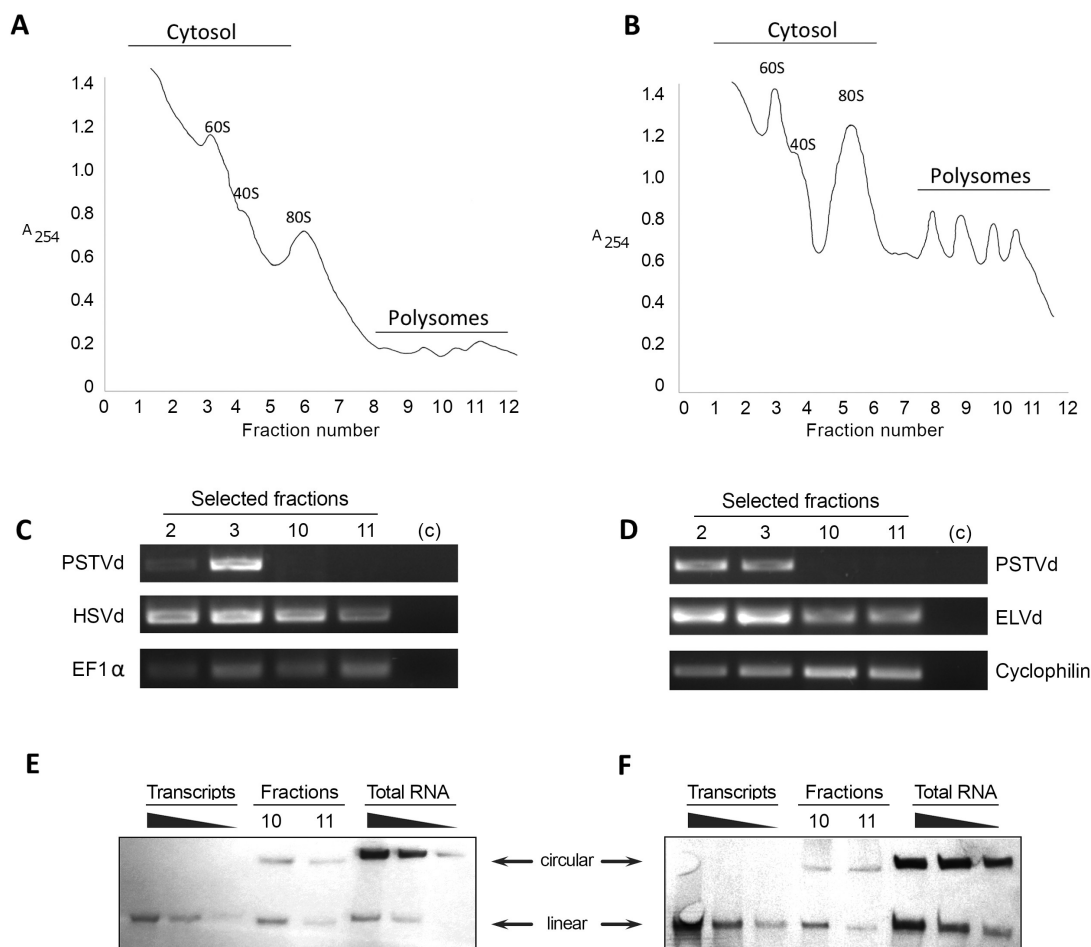 A
Cytosol
60S
40S
80S
Polysomes
A 254
1.4
1.2
1.0
0.8
0.6
0.4
0.2
0
0 1 2 3 4 5 6 7 8 9 10 11 12
Fraction number
B
Cytosol
60S
40S
80S
Polysomes
A 254
1.4
1.2
1.0
0.8
0.6
0.4
0.2
0
0 1 2 3 4 5 6 7 8 9 10 11 12
Fraction number
C
Selected fractions
2 3 10 11 (c)
PSTVd
HSVd
EF1α
D
Selected fractions
2 3 10 11 (c)
PSTVd
ELVd
Cyclophilin
E
Transcripts Fractions Total RNA
10 11
circular
linear
F
Transcripts Fractions Total RNA
10 11